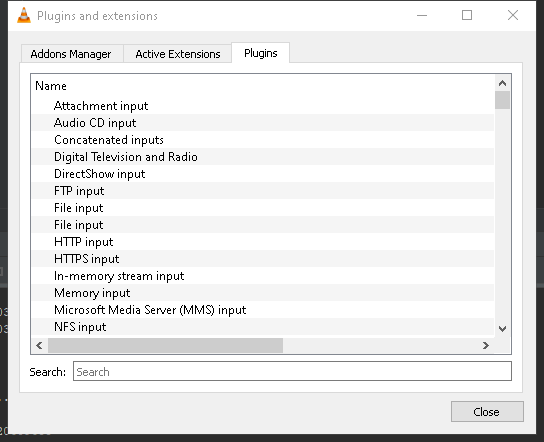 Plugins and extensions
Addons Manager Active Extensions Plugins
Name
Attachment input
Audio CD input
Concatenated inputs
Digital Television and Radio
DirectShow input
FTP input
File input
File input
HTTP input
HTTPS input
In-memory stream input
Memory input
Microsoft Media Server (MMS) input
NFS input
Search: Search
Close